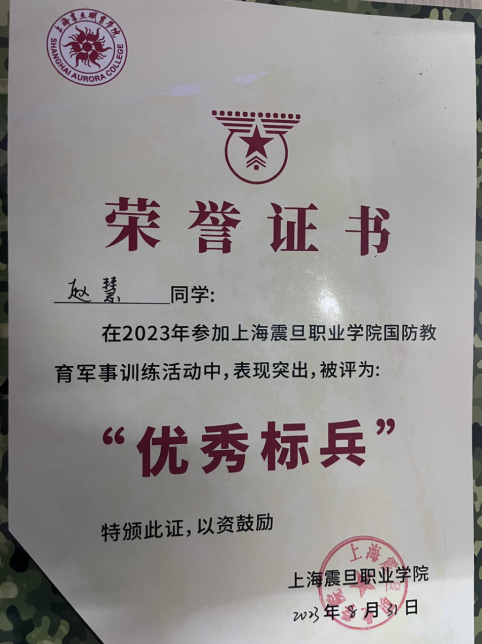 上海震旦职业学院
SHANGHAI AURORA COLLEGE
荣誉证书
赵慧 同学:
在2023年参加上海震旦职业学院国防教
育军事训练活动中,表现突出,被评为:
“优秀标兵”
特颁此证,以资鼓励
上海震旦职业学院
2023年8月31日